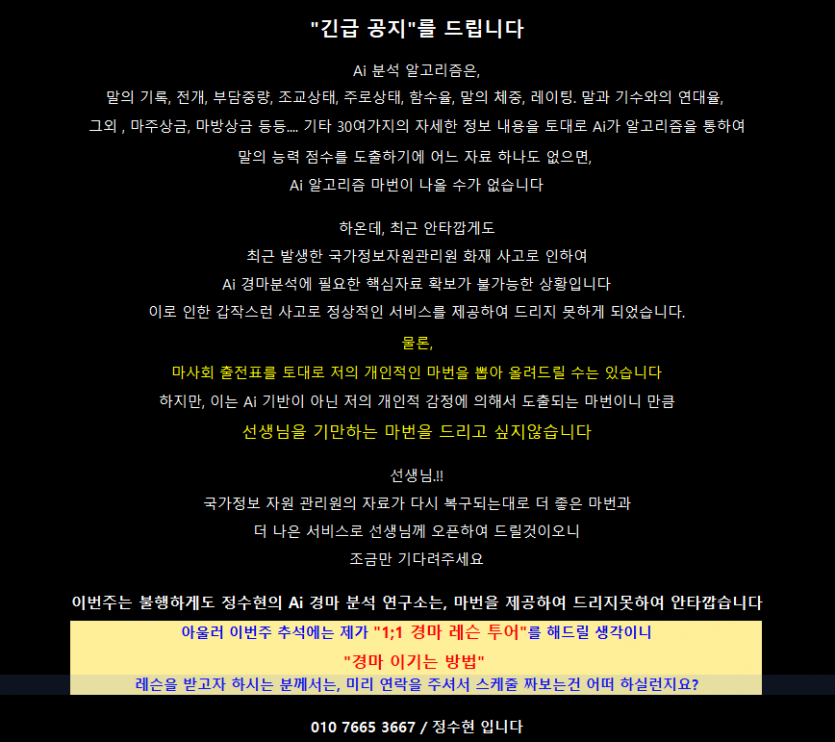 "긴급 공지"를 드립니다
Ai 분석 알고리즘은,
말의 기록, 전개, 부담중량, 조교상태, 주로상태, 함수율, 말의 체중, 레이팅. 말과 기수와의 연대율,
그외 , 마주상금, 마방상금 등등.... 기타 30여가지의 자세한 정보 내용을 토대로 Ai가 알고리즘을 통하여
말의 능력 점수를 도출하기에 어느 자료 하나도 없으면,
Ai 알고리즘 마번이 나올 수가 없습니다
하온데, 최근 안타깝게도
최근 발생한 국가정보자원관리원 화재 사고로 인하여
Ai 경마분석에 필요한 핵심자료 확보가 불가능한 상황입니다
이로 인한 갑작스런 사고로 정상적인 서비스를 제공하여 드리지 못하게 되었습니다.
물론,
마사회 출전표를 토대로 저의 개인적인 마번을 뽑아 올려드릴 수는 있습니다
하지만, 이는 Ai 기반이 아닌 저의 개인적 감정에 의해서 도출되는 마번이니 만큼
선생님을 기만하는 마번을 드리고 싶지않습니다
선생님.!!
국가정보 자원 관리원의 자료가 다시 복구되는대로 더 좋은 마번과
더 나은 서비스로 선생님께 오픈하여 드릴것이오니
조금만 기다려주세요
이번주는 불행하게도 정수현의 Ai 경마 분석 연구소는, 마번을 제공하여 드리지못하여 안타깝습니다
아울러 이번주 추석에는 제가 "1;1 경마 레슨 투어"를 해드릴 생각이니
"경마 이기는 방법"
레슨을 받고자 하시는 분께서는, 미리 연락을 주셔서 스케줄 짜보는건 어떠 하실런지요?
010 7665 3667 / 정수현 입니다